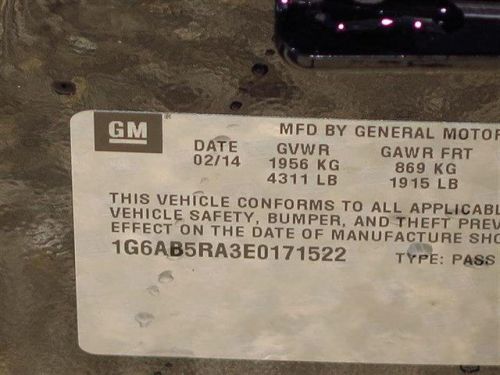 GM
MFD BY GENERAL MOTOR
DATE GVWR GAWR FRT
02/14 1956 KG 869 KG
4311 LB 1915 LB
THIS VEHICLE CONFORMS TO ALL APPLICABL
VEHICLE SAFETY, BUMPER, AND THEFT PREV
EFFECT ON THE DATE OF MANUFACTURE SHO
1G6AB5RA3E0171522 TYPE: PASS